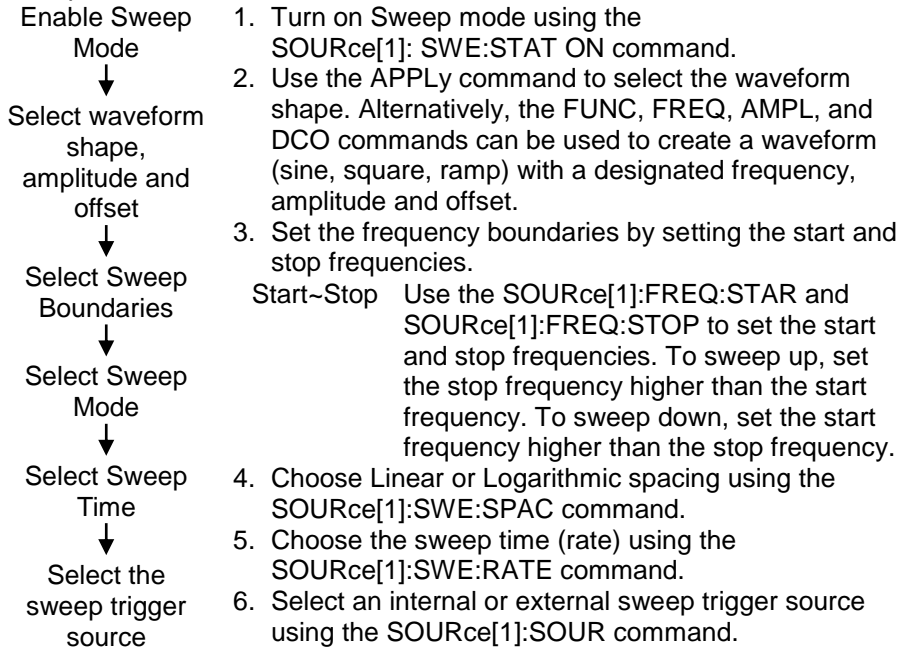 Enable Sweep
Mode
Select waveform
shape,
amplitude and
offset
Select Sweep
Boundaries
Select Sweep
Mode
Select Sweep
Time
Select the
sweep trigger
source
1. Turn on Sweep mode using the
SOURce[1]: SWE:STAT ON command.
2. Use the APPLy command to select the waveform
shape. Alternatively, the FUNC, FREQ, AMPL, and
DCO commands can be used to create a waveform
(sine, square, ramp) with a designated frequency,
amplitude and offset.
3. Set the frequency boundaries by setting the start and
stop frequencies.
Start~Stop Use the SOURce[1]:FREQ:STAR and
SOURce[1]:FREQ:STOP to set the start
and stop frequencies. To sweep up, set
the stop frequency higher than the start
frequency. To sweep down, set the start
frequency higher than the stop frequency.
4. Choose Linear or Logarithmic spacing using the
SOURce[1]:SWE:SPAC command.
5. Choose the sweep time (rate) using the
SOURce[1]:SWE:RATE command.
6. Select an internal or external sweep trigger source
using the SOURce[1]:SOUR command.